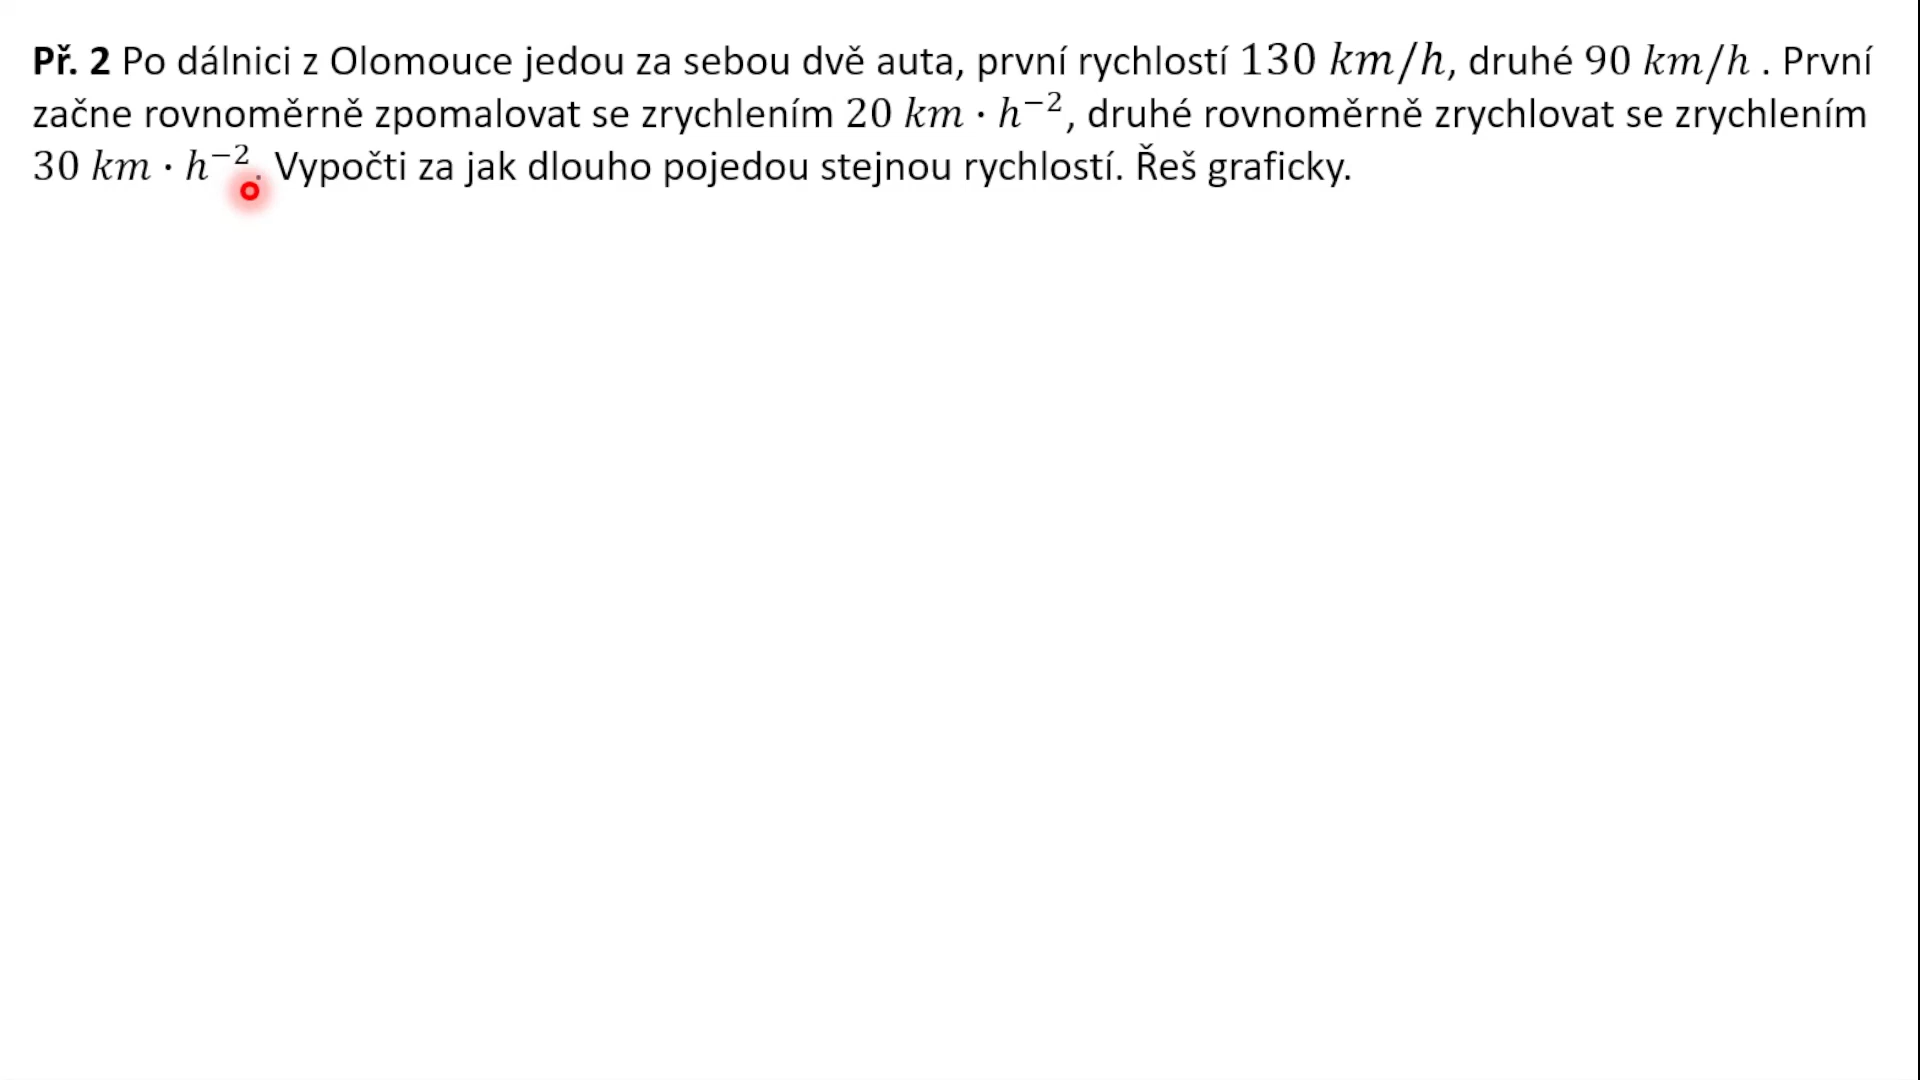 Př. 2 Po dálnici z Olomouce jedou za sebou dvě auta, první rychlostí 130 km/h, druhé 90 km/h . První
začne rovnoměrně zpomalovat se zrychlením 20 km · h⁻², druhé rovnoměrně zrychlovat se zrychlením
30 km · h⁻². Vypočti za jak dlouho pojedou stejnou rychlostí. Řeš graficky.